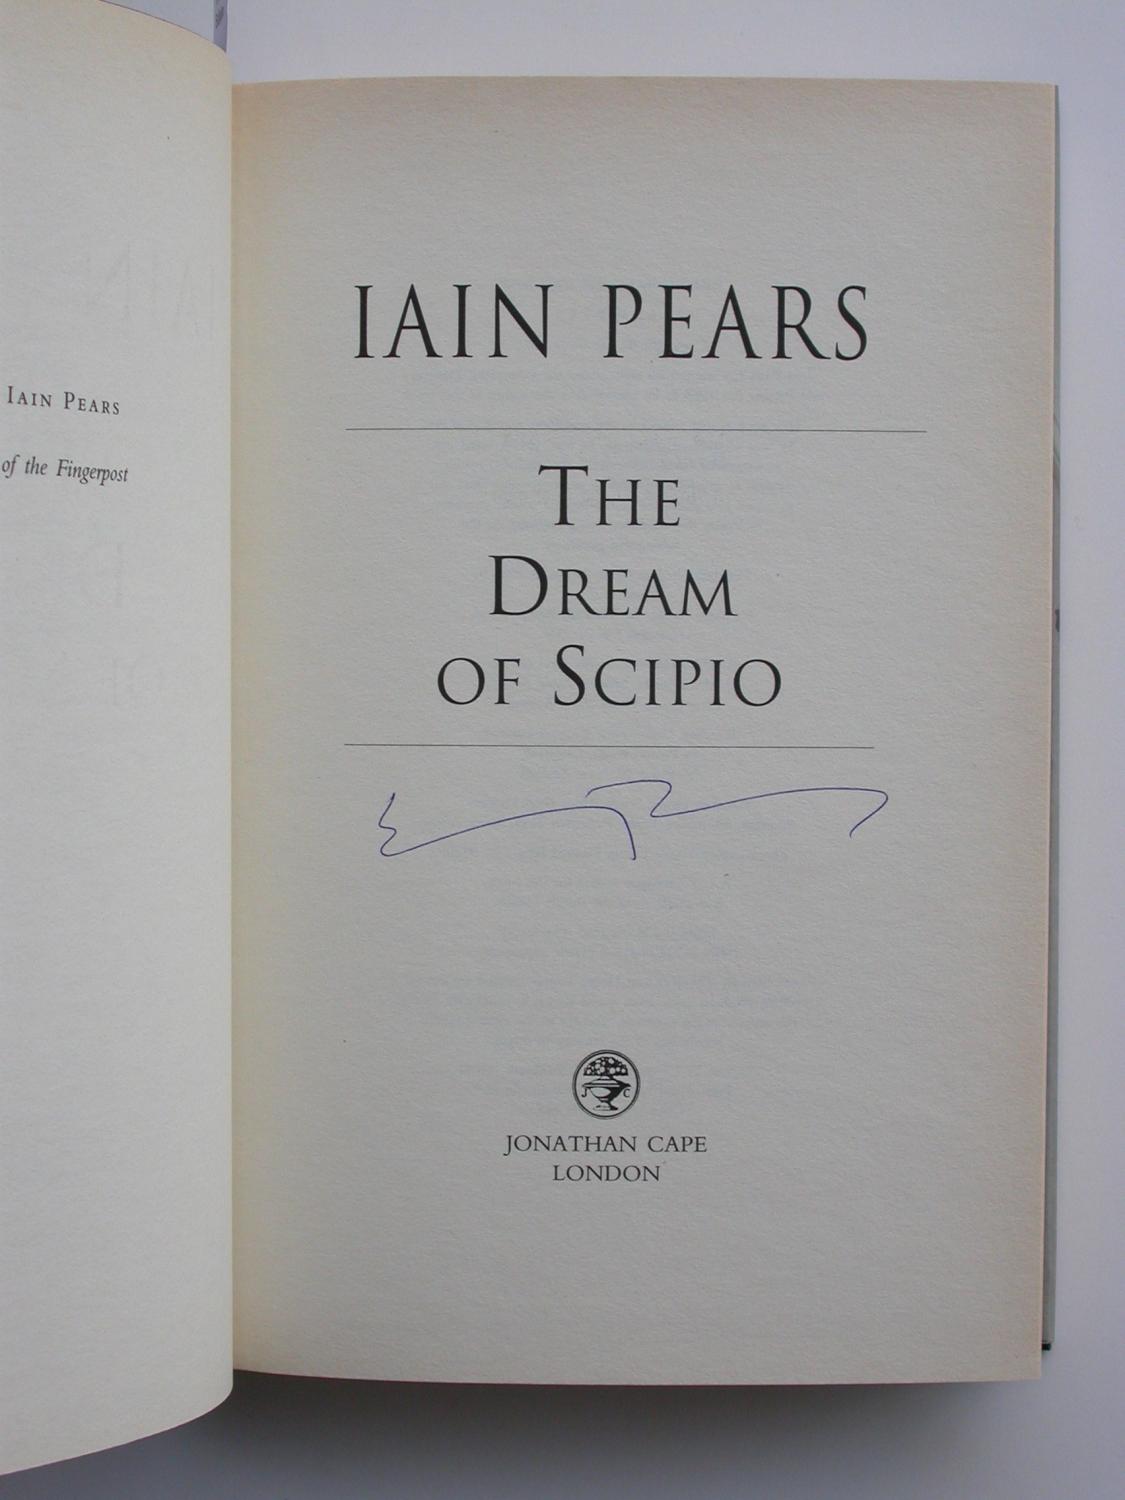 IAIN PEARS
of the Fingerpost
IAIN PEARS
THE
DREAM
OF SCIPIO
J C
JONATHAN CAPE
LONDON